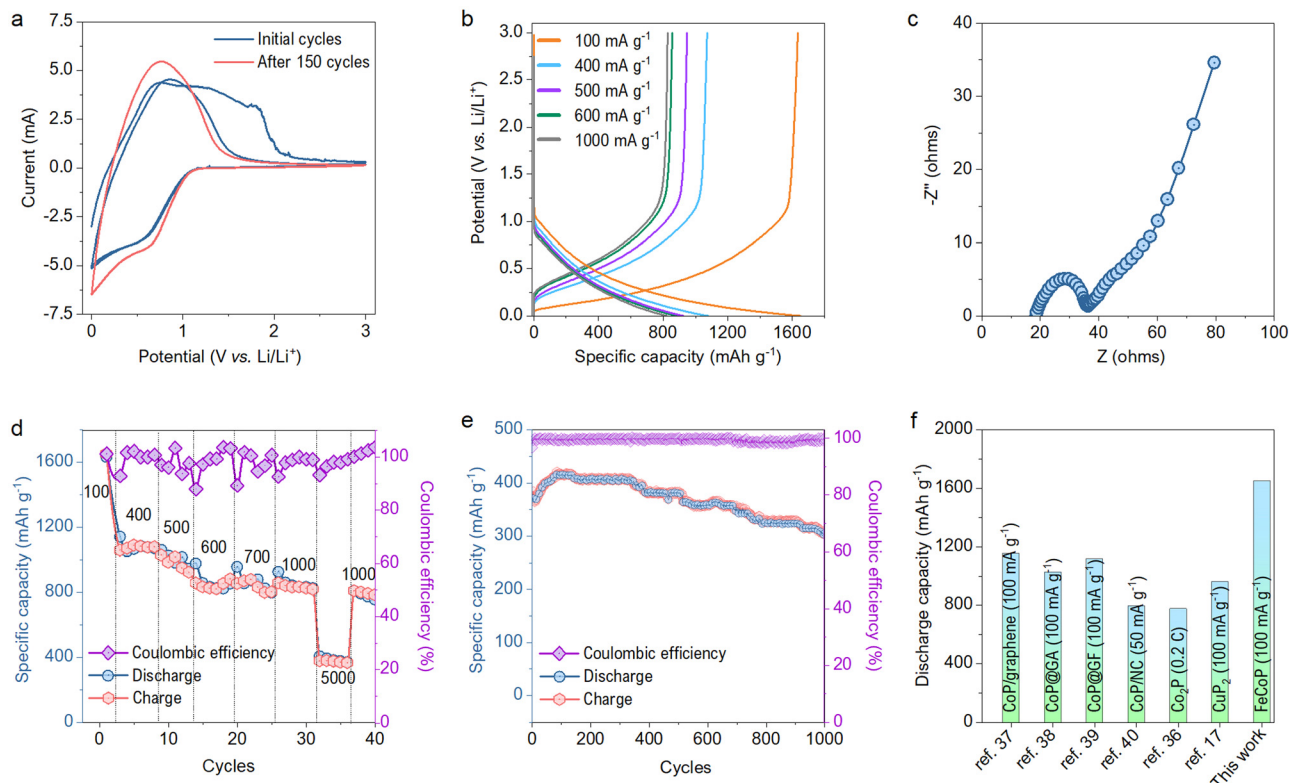 a
7.5
5.0
2.5
0.0
-2.5
-5.0
-7.5
Current (mA)
Initial cycles
After 150 cycles
0
1
2
3
Potential (V vs. Li/Li⁺)
b
3.0
2.5
2.0
1.5
1.0
0.5
0.0
Potential (V vs. Li/Li⁺)
100 mA g⁻¹
400 mA g⁻¹
500 mA g⁻¹
600 mA g⁻¹
1000 mA g⁻¹
0
400
800
1200
1600
Specific capacity (mAh g⁻¹)
c
40
30
20
10
0
-Z" (ohms)
0
20
40
60
80
100
Z (ohms)
d
1600
1200
800
400
0
Specific capacity (mAh g⁻¹)
100
400
500
600
700
1000
5000
1000
Coulombic efficiency
Discharge
Charge
100
80
60
40
20
0
Coulombic efficiency (%)
0
10
20
30
40
Cycles
e
500
400
300
200
100
0
Specific capacity (mAh g⁻¹)
Coulombic efficiency
Discharge
Charge
100
80
60
40
20
0
Coulombic efficiency (%)
0
200
400
600
800
1000
Cycles
f
2000
1600
1200
800
400
0
Discharge capacity (mAh g⁻¹)
CoP/graphene (100 mA g⁻¹)
CoP@GA (100 mA g⁻¹)
CoP@GF (100 mA g⁻¹)
CoP/NC (50 mA g⁻¹)
Co₂P (0.2 C)
CuP₂ (100 mA g⁻¹)
FeCoP (100 mA g⁻¹)
ref. 37
ref. 38
ref. 39
ref. 40
ref. 36
ref. 17
This work